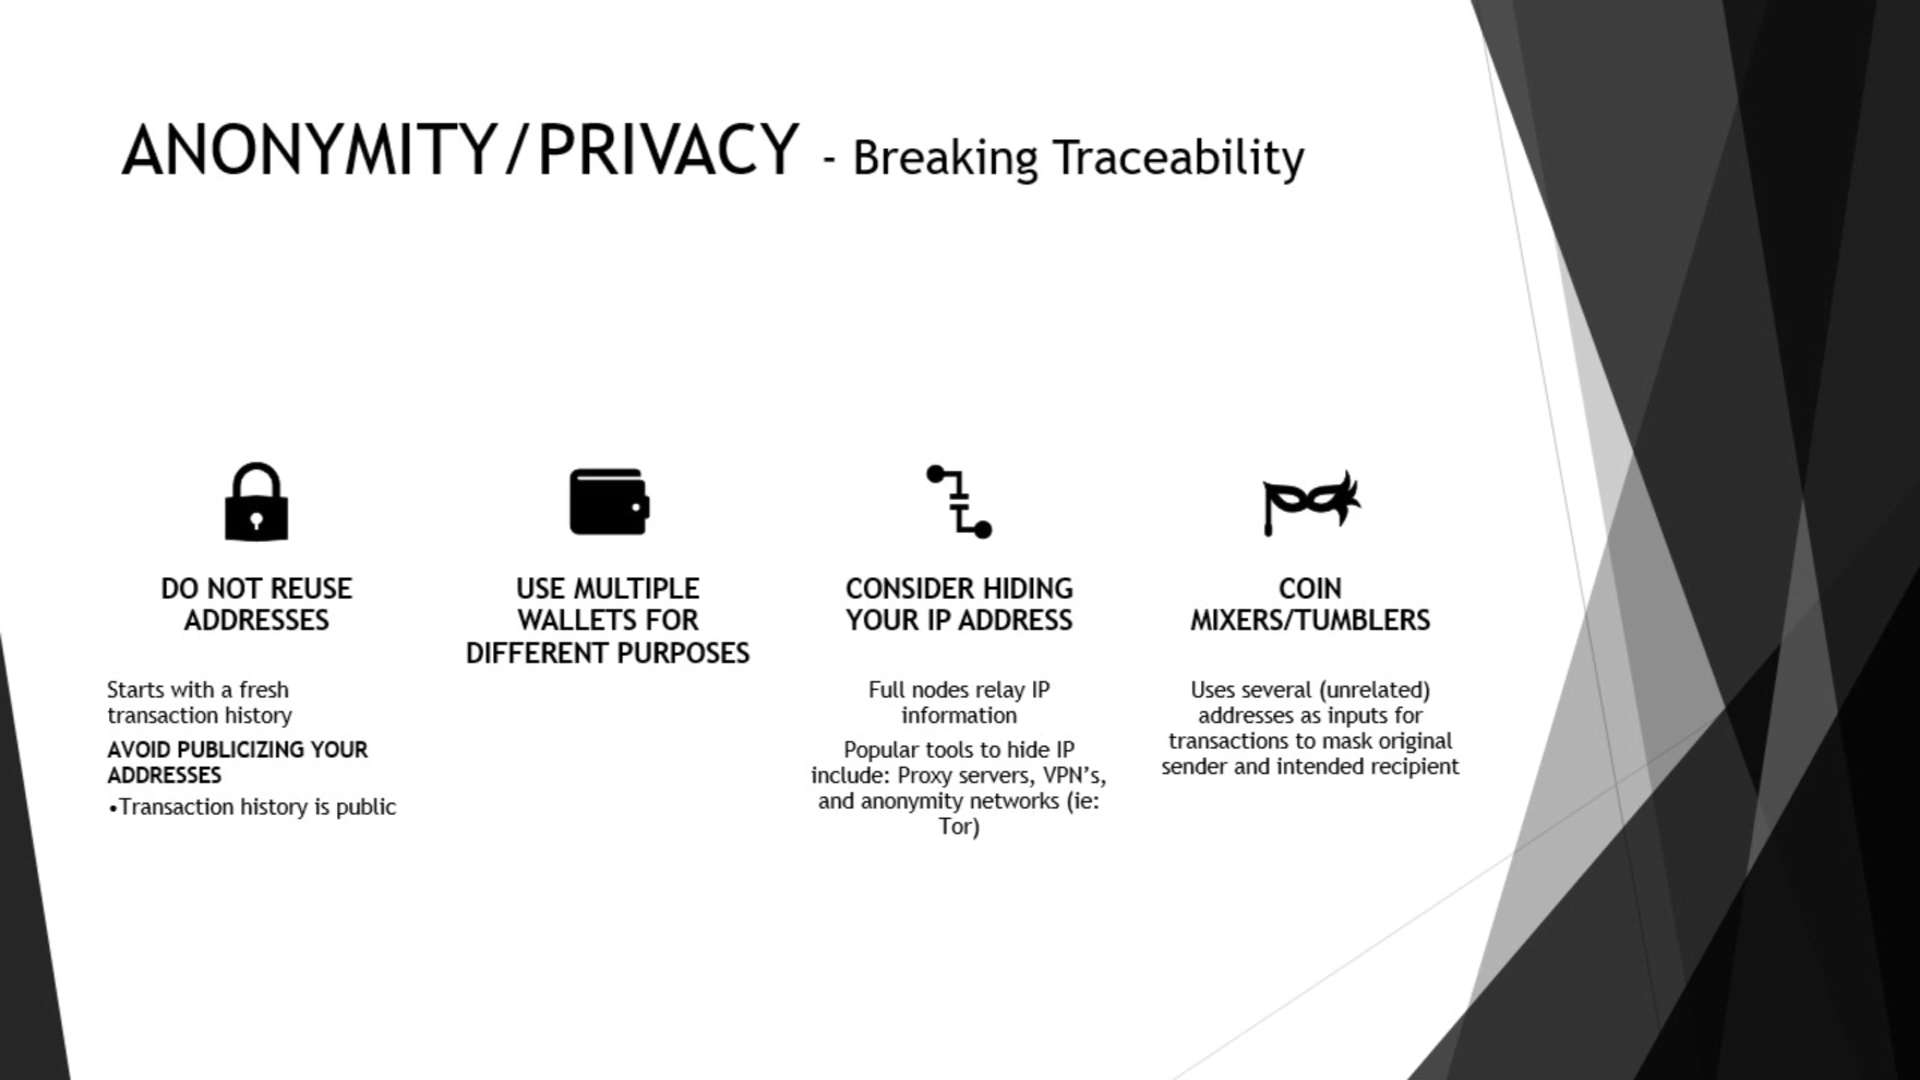 ANONYMITY/PRIVACY - Breaking Traceability
DO NOT REUSE
ADDRESSES
Starts with a fresh
transaction history
AVOID PUBLICIZING YOUR
ADDRESSES
•Transaction history is public
USE MULTIPLE
WALLETS FOR
DIFFERENT PURPOSES
CONSIDER HIDING
YOUR IP ADDRESS
Full nodes relay IP
information
Popular tools to hide IP
include: Proxy servers, VPN’s,
and anonymity networks (ie:
Tor)
COIN
MIXERS/TUMBLERS
Uses several (unrelated)
addresses as inputs for
transactions to mask original
sender and intended recipient